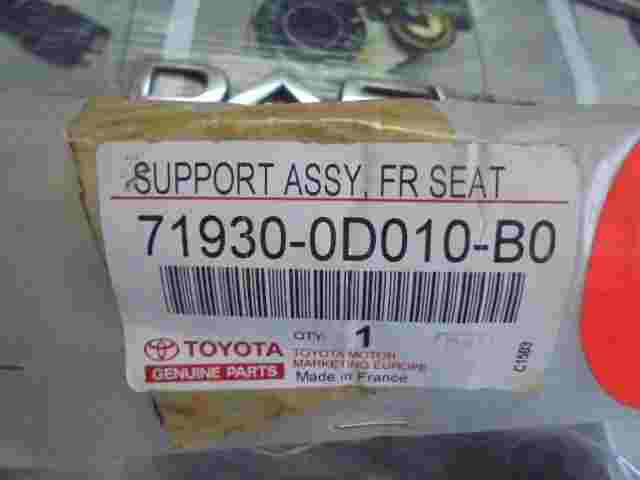 SUPPORT ASSY, FR SEAT
71930-0D010-B0
QTY: 1
TOYOTA
GENUINE PARTS
TOYOTA MOTOR
MARKETING EUROPE
Made in France
C15B3